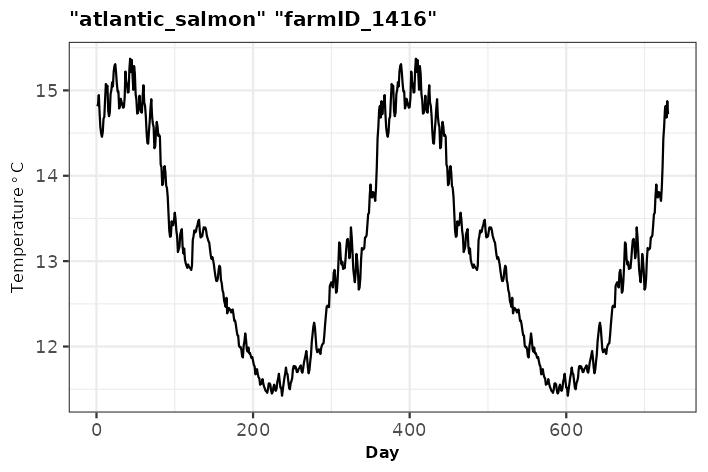 "atlantic_salmon" "farmID_1416"
Temperature ° C
15
14
13
12
0 200 400 600
Day